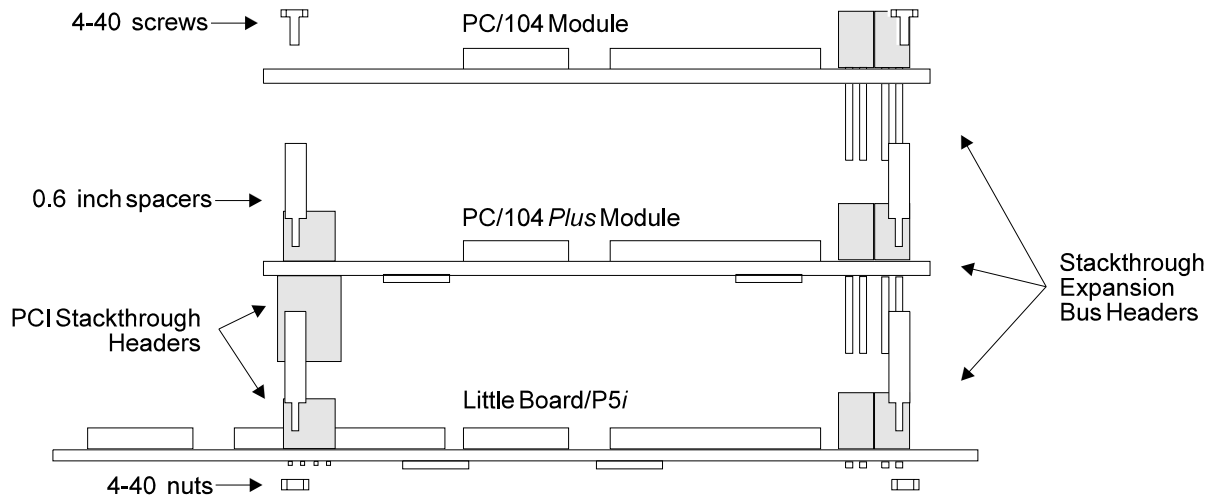 4-40 screws
PC/104 Module
0.6 inch spacers
PC/104 Plus Module
Stackthrough
Expansion
Bus Headers
PCI Stackthrough
Headers
Little Board/P5i
4-40 nuts